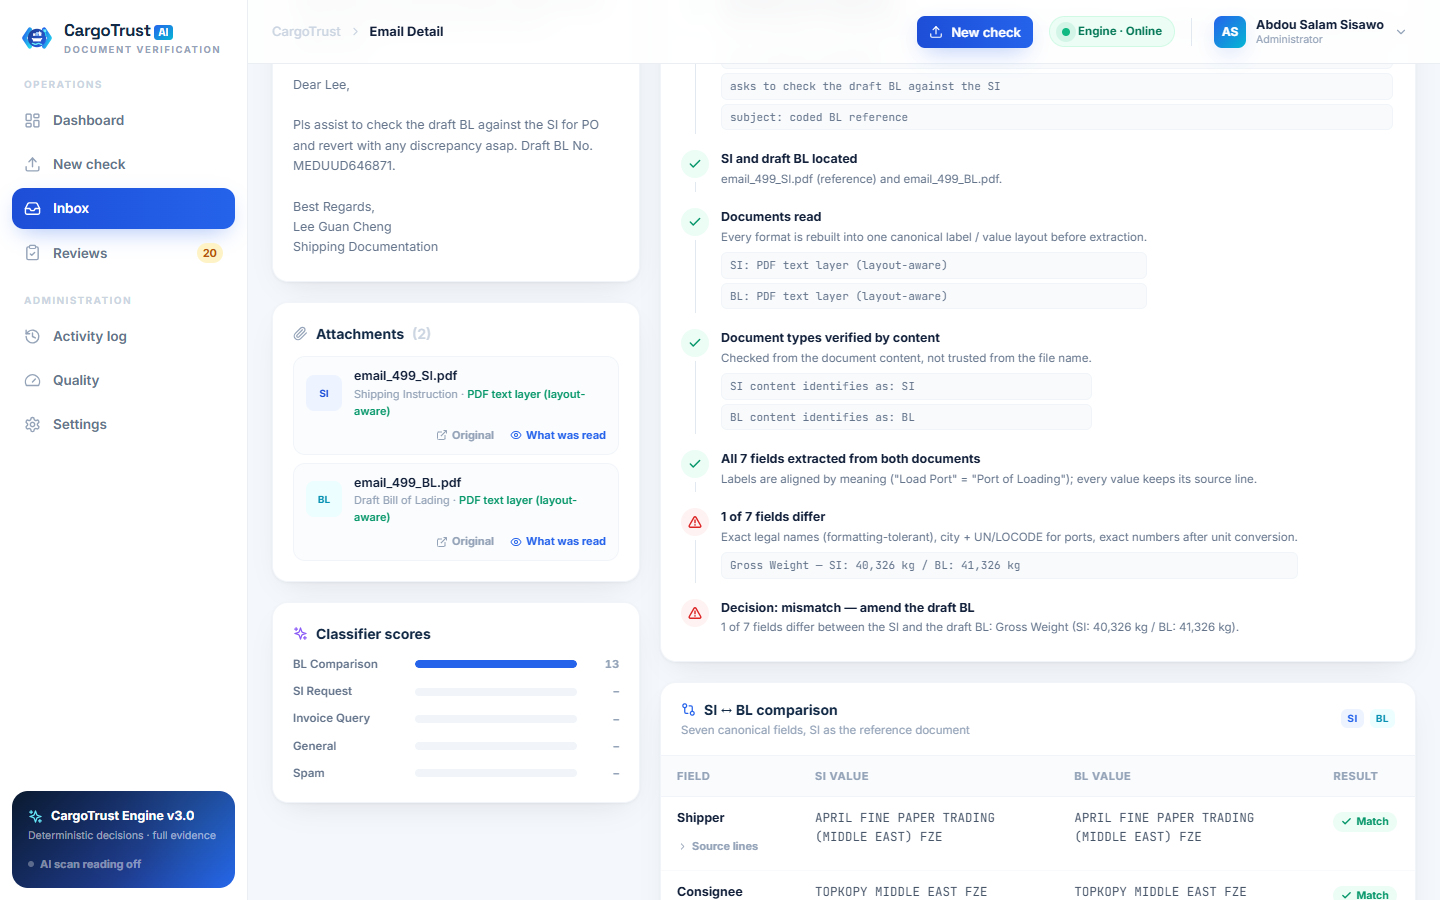 CargoTrust AI
DOCUMENT VERIFICATION
OPERATIONS
Dashboard
New check
Inbox
Reviews 20
ADMINISTRATION
Activity log
Quality
Settings
CargoTrust Engine v3.0
Deterministic decisions · full evidence
AI scan reading off
CargoTrust > Email Detail
New check
Engine · Online
AS
Abdou Salam Sisawo
Administrator
Dear Lee,
Pls assist to check the draft BL against the SI for PO
and revert with any discrepancy asap. Draft BL No.
MEDUUD646871.
Best Regards,
Lee Guan Cheng
Shipping Documentation
Attachments (2)
SI
email_499_SI.pdf
Shipping Instruction · PDF text layer (layout-
aware)
Original What was read
BL
email_499_BL.pdf
Draft Bill of Lading · PDF text layer (layout-
aware)
Original What was read
Classifier scores
BL Comparison 13
SI Request –
Invoice Query –
General –
Spam –
asks to check the draft BL against the SI
subject: coded BL reference
SI and draft BL located
email_499_SI.pdf (reference) and email_499_BL.pdf.
Documents read
Every format is rebuilt into one canonical label / value layout before extraction.
SI: PDF text layer (layout-aware)
BL: PDF text layer (layout-aware)
Document types verified by content
Checked from the document content, not trusted from the file name.
SI content identifies as: SI
BL content identifies as: BL
All 7 fields extracted from both documents
Labels are aligned by meaning ("Load Port" = "Port of Loading"); every value keeps its source line.
1 of 7 fields differ
Exact legal names (formatting-tolerant), city + UN/LOCODE for ports, exact numbers after unit conversion.
Gross Weight — SI: 40,326 kg / BL: 41,326 kg
Decision: mismatch — amend the draft BL
1 of 7 fields differ between the SI and the draft BL: Gross Weight (SI: 40,326 kg / BL: 41,326 kg).
SI ↔ BL comparison
Seven canonical fields, SI as the reference document
SI BL
FIELD SI VALUE BL VALUE RESULT
Shipper APRIL FINE PAPER TRADING APRIL FINE PAPER TRADING Match
(MIDDLE EAST) FZE (MIDDLE EAST) FZE
Source lines
Consignee TOPKOPY MIDDLE EAST FZE TOPKOPY MIDDLE EAST FZE Match